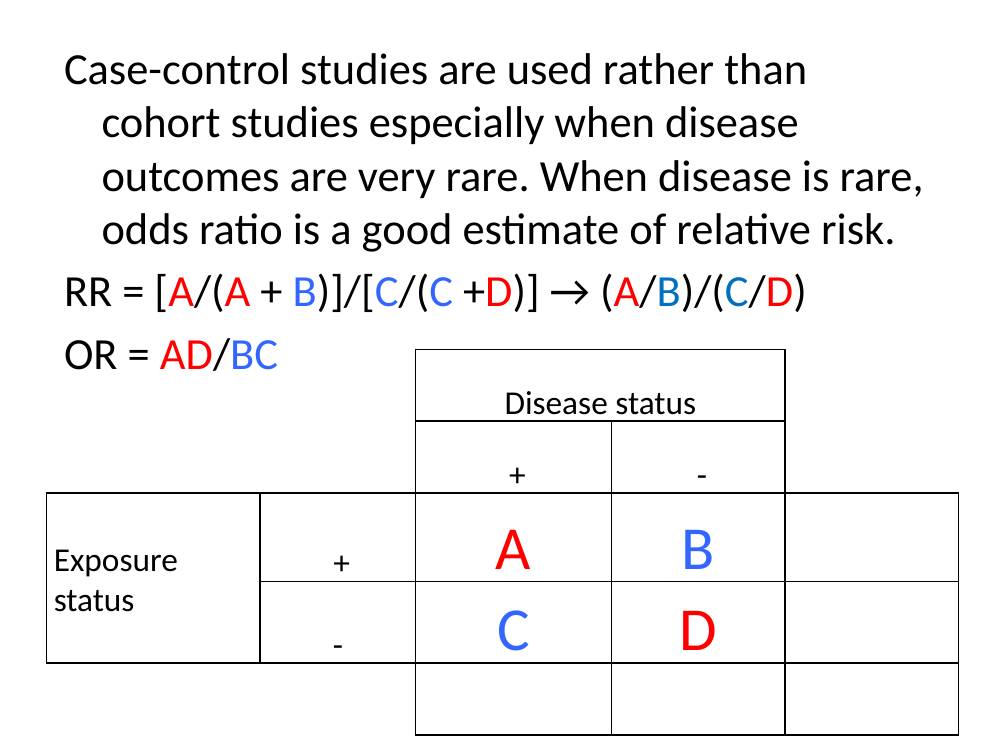 Case-control studies are used rather than
cohort studies especially when disease
outcomes are very rare. When disease is rare,
odds ratio is a good estimate of relative risk.
RR = [A/(A + B)]/[C/(C +D)] → (A/B)/(C/D)
OR = AD/BC
Disease status
+ -
Exposure
status
+ A B
- C D